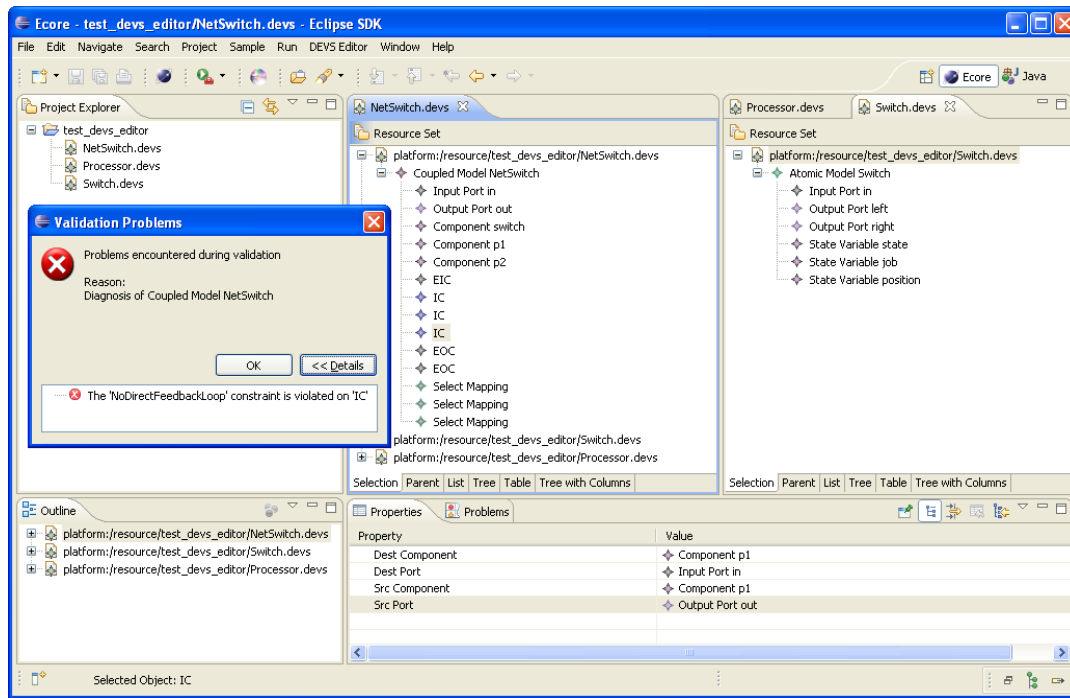 Ecore - test_devs_editor/NetSwitch.devs - Eclipse SDK
File Edit Navigate Search Project Sample Run DEVS Editor Window Help
Ecore Java
Project Explorer
test_devs_editor
NetSwitch.devs
Processor.devs
Switch.devs
NetSwitch.devs
Resource Set
platform:/resource/test_devs_editor/NetSwitch.devs
Coupled Model NetSwitch
Input Port in
Output Port out
Component switch
Component p1
Component p2
EIC
IC
IC
IC
EOC
EOC
Select Mapping
Select Mapping
Select Mapping
platform:/resource/test_devs_editor/Switch.devs
platform:/resource/test_devs_editor/Processor.devs
Selection Parent List Tree Table Tree with Columns
Processor.devs Switch.devs
Resource Set
platform:/resource/test_devs_editor/Switch.devs
Atomic Model Switch
Input Port in
Output Port left
Output Port right
State Variable state
State Variable job
State Variable position
Selection Parent List Tree Table Tree with Columns
Validation Problems
Problems encountered during validation
Reason:
Diagnosis of Coupled Model NetSwitch
OK << Details
The 'NoDirectFeedbackLoop' constraint is violated on 'IC'
Outline
platform:/resource/test_devs_editor/NetSwitch.devs
platform:/resource/test_devs_editor/Switch.devs
platform:/resource/test_devs_editor/Processor.devs
Properties Problems
Property Value
Dest Component Component p1
Dest Port Input Port in
Src Component Component p1
Src Port Output Port out
Selected Object: IC